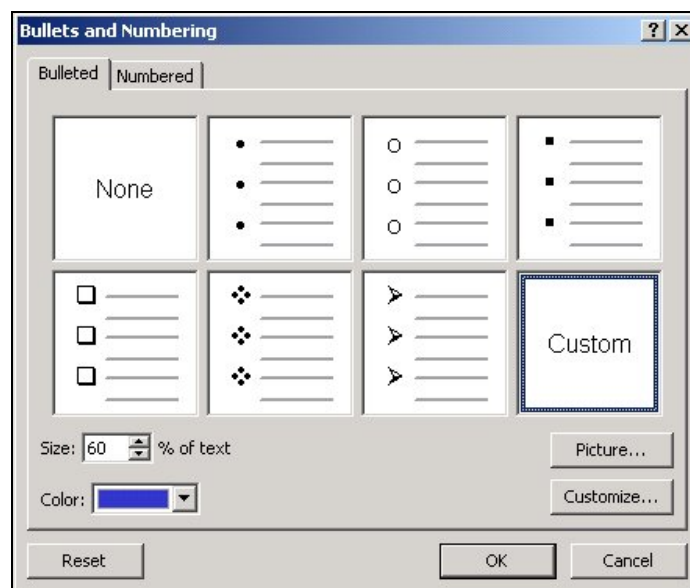 Bullets and Numbering
Bulleted Numbered
None
Custom
Size: 60 % of text
Picture...
Color:
Customize...
Reset OK Cancel